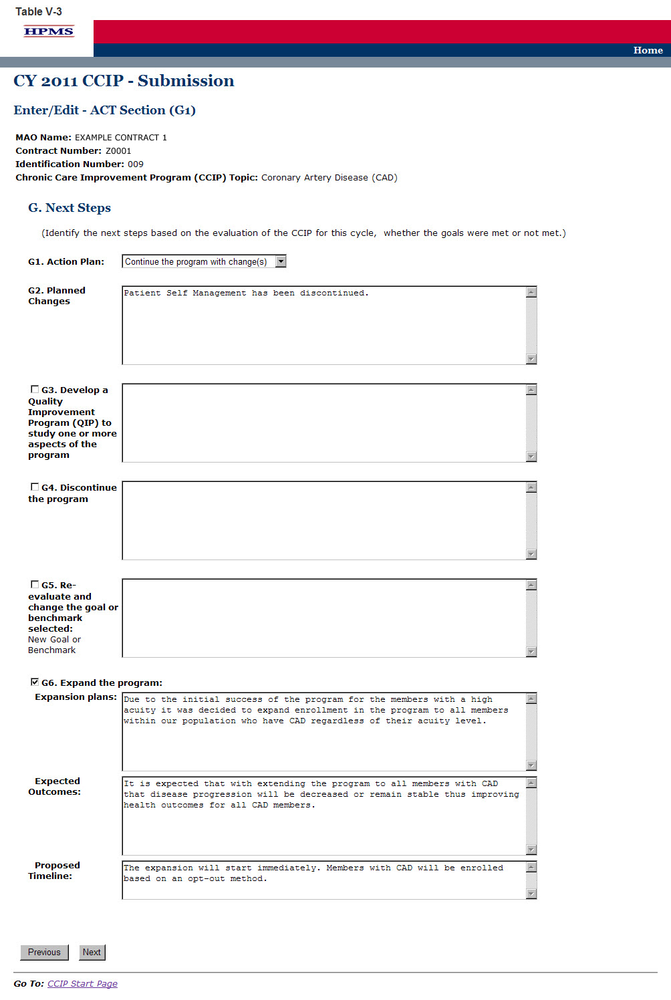 Table V-3
HPMS
Home
CY 2011 CCIP - Submission
Enter/Edit - ACT Section (G1)
MAO Name: EXAMPLE CONTRACT 1
Contract Number: Z0001
Identification Number: 009
Chronic Care Improvement Program (CCIP) Topic: Coronary Artery Disease (CAD)
G. Next Steps
(Identify the next steps based on the evaluation of the CCIP for this cycle, whether the goals were met or not met.)
G1. Action Plan: Continue the program with change(s)
G2. Planned
Changes
Patient Self Management has been discontinued.
G3. Develop a
Quality
Improvement
Program (QIP) to
study one or more
aspects of the
program
G4. Discontinue
the program
G5. Re-
evaluate and
change the goal or
benchmark
selected:
New Goal or
Benchmark
G6. Expand the program:
Expansion plans:
Due to the initial success of the program for the members with a high
acuity it was decided to expand enrollment in the program to all members
within our population who have CAD regardless of their acuity level.
Expected
Outcomes:
It is expected that with extending the program to all members with CAD
that disease progression will be decreased or remain stable thus improving
health outcomes for all CAD members.
Proposed
Timeline:
The expansion will start immediately. Members with CAD will be enrolled
based on an opt-out method.
Previous Next
Go To: CCIP Start Page